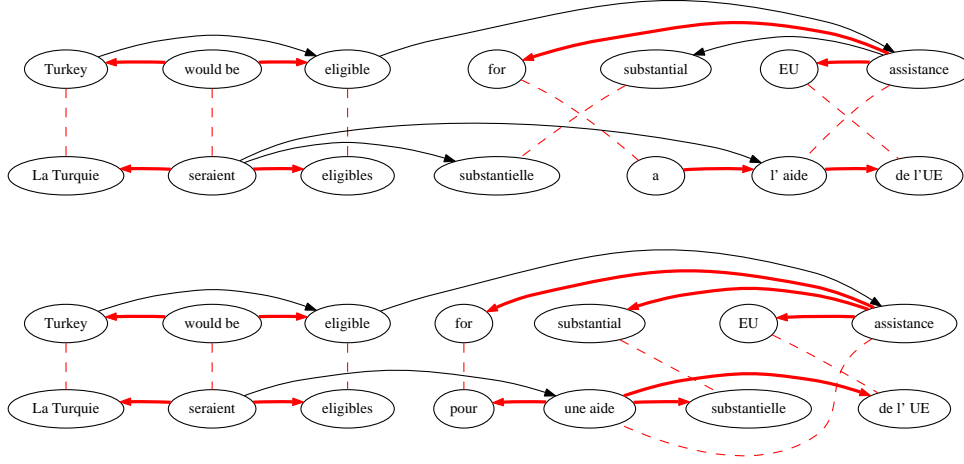 Turkey would be eligible for substantial EU assistance
La Turquie seraient eligibles substantielle a l' aide de l'UE
Turkey would be eligible for substantial EU assistance
La Turquie seraient eligibles pour une aide substantielle de l' UE